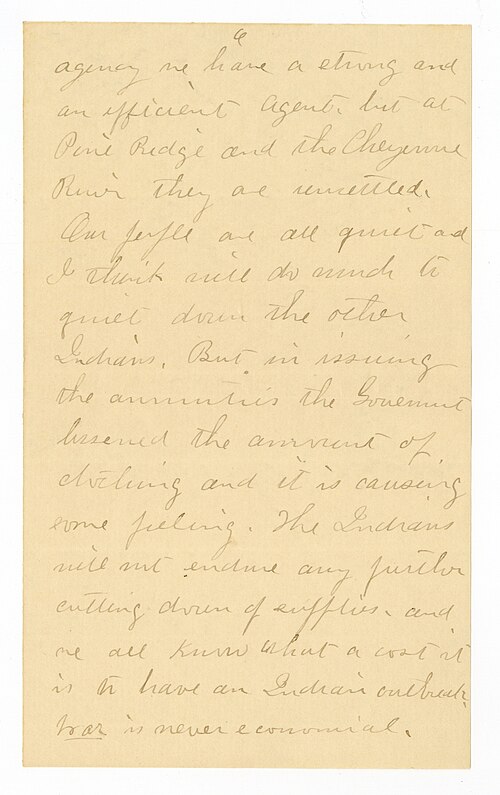 6
agency we have a strong and
an efficient Agent. but at
Pine Ridge and the Cheyenne
River they are unsettled.
Our people are all quiet and
I think will do much to
quiet down the other
Indians. But in issuing
the annuities the Goverment
lessened the amount of
clothing and it is causing
some feeling. The Indians
will not endure any further
cutting down of supplies. and
we all know what a cost it
is to have an Indian outbreak.
War is never economial.